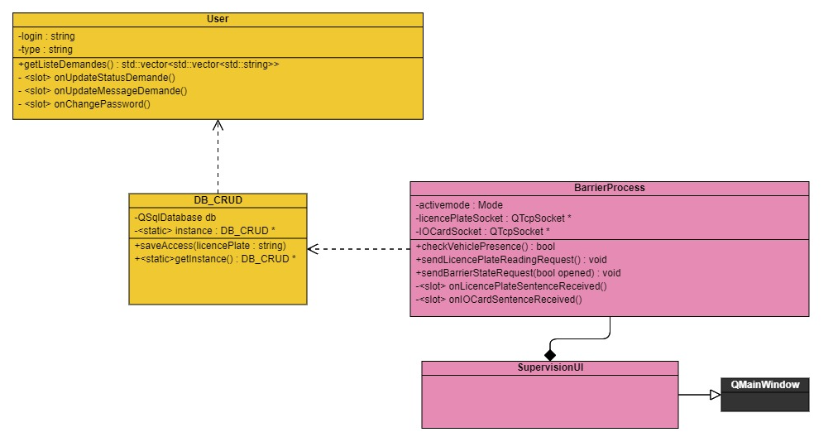 User
-login : string
-type : string
+getListeDemandes() : std::vector<std::vector<std::string>>
- <slot> onUpdateStatusDemande()
- <slot> onUpdateMessageDemande()
- <slot> onChangePassword()
DB_CRUD
-QSqlDatabase db
-<static> instance : DB_CRUD *
+saveAccess(licencePlate : string)
+<static>getInstance() : DB_CRUD *
BarrierProcess
-activemode : Mode
-licencePlateSocket : QTcpSocket *
-IOCardSocket : QTcpSocket *
+checkVehiclePresence() : bool
+sendLicencePlateReadingRequest() : void
+sendBarrierStateRequest(bool opened) : void
-<slot> onLicencePlateSentenceReceived()
-<slot> onIOCardSentenceReceived()
SupervisionUI
QMainWindow